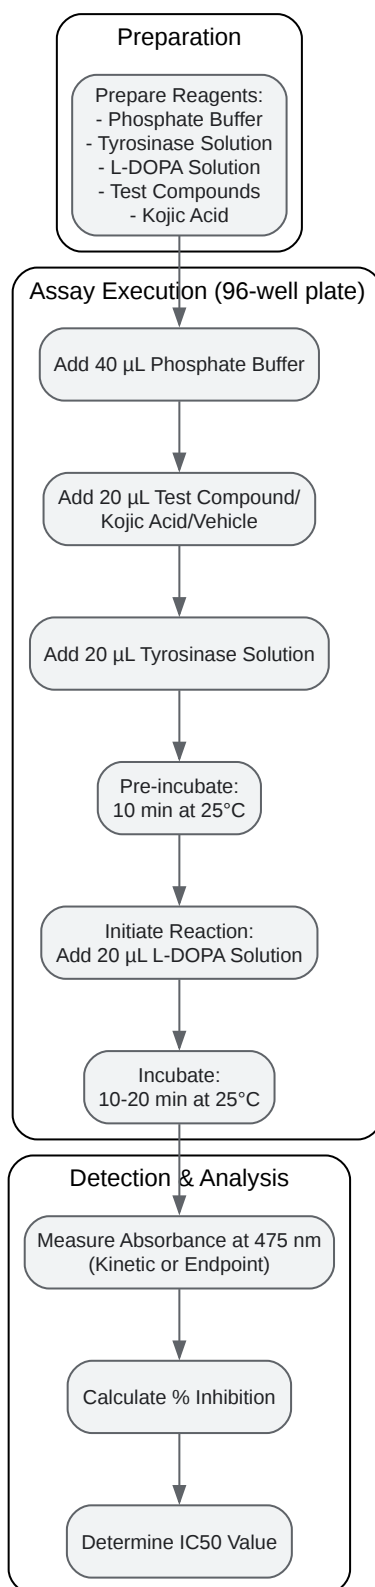 Preparation
Prepare Reagents:
- Phosphate Buffer
- Tyrosinase Solution
- L-DOPA Solution
- Test Compounds
- Kojic Acid
Assay Execution (96-well plate)
Add 40 µL Phosphate Buffer
Add 20 µL Test Compound/
Kojic Acid/Vehicle
Add 20 µL Tyrosinase Solution
Pre-incubate:
10 min at 25°C
Initiate Reaction:
Add 20 µL L-DOPA Solution
Incubate:
10-20 min at 25°C
Detection & Analysis
Measure Absorbance at 475 nm
(Kinetic or Endpoint)
Calculate % Inhibition
Determine IC50 Value